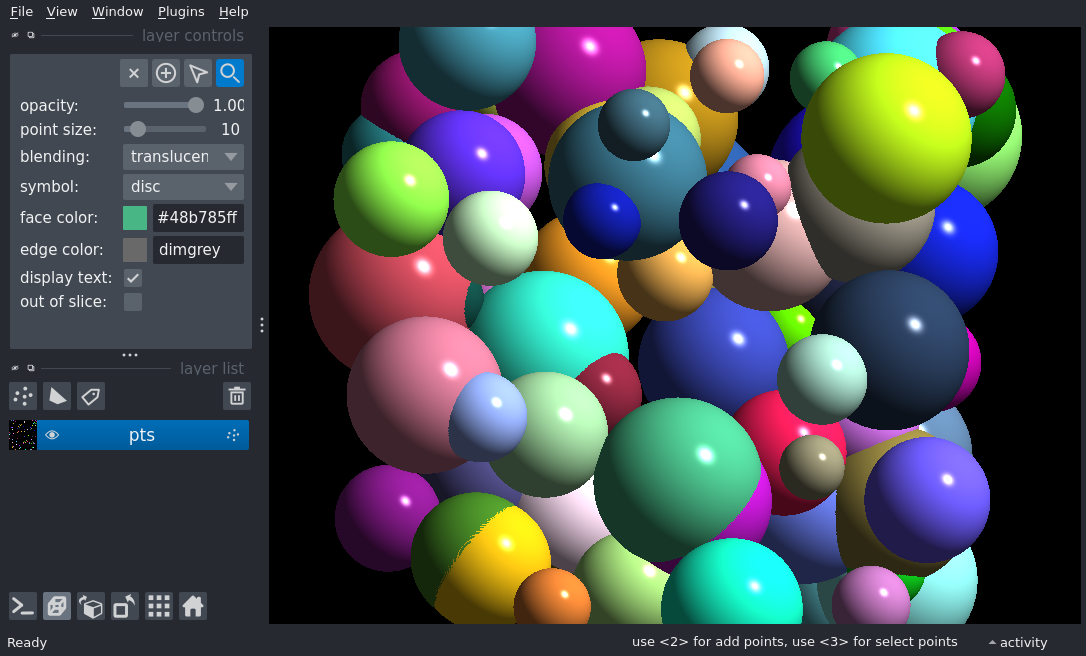 File View Window Plugins Help
layer controls
opacity: 1.00
point size: 10
blending: translucen
symbol: disc
face color: #48b785ff
edge color: dimgrey
display text:
out of slice:
layer list
pts
Ready use <2> for add points, use <3> for select points activity